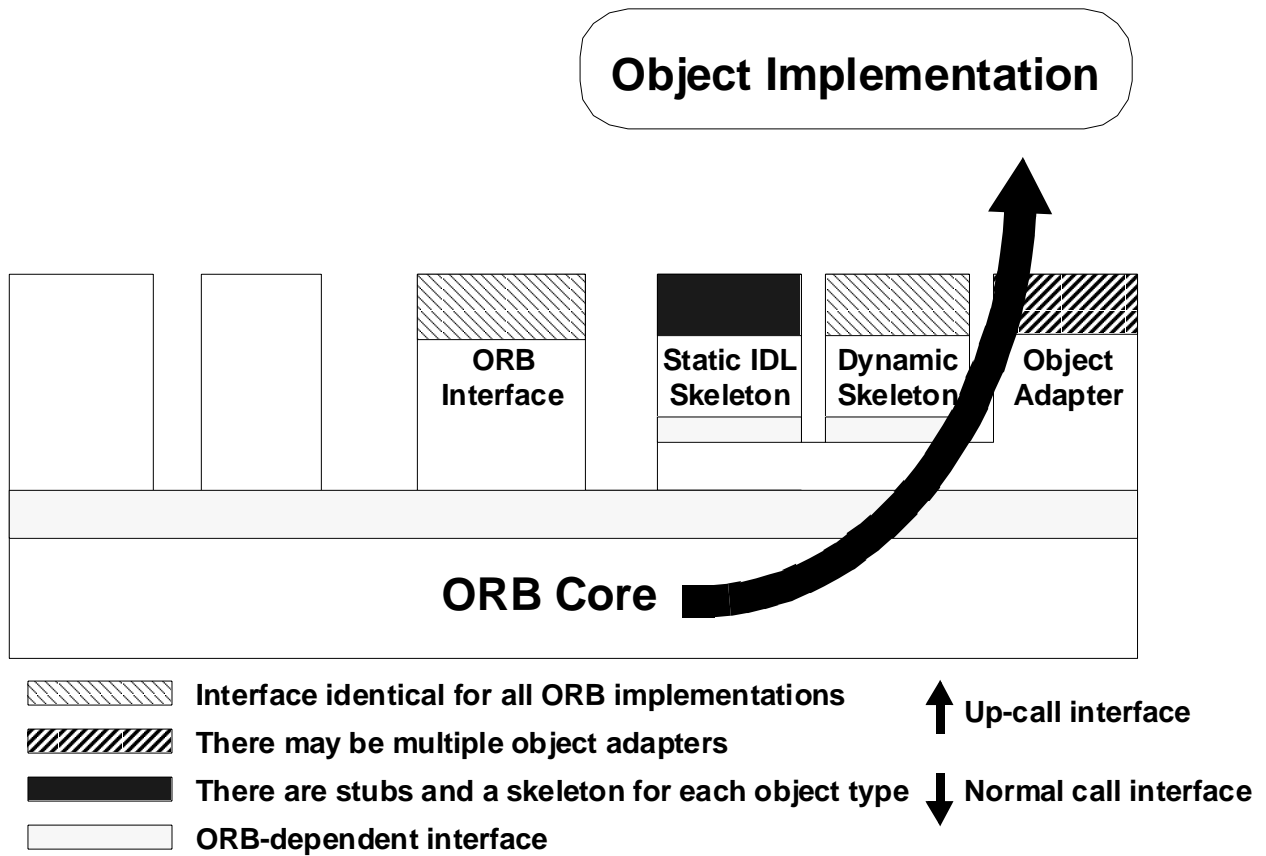 Object Implementation
ORB
Interface
Static IDL
Skeleton
Dynamic
Skeleton
Object
Adapter
ORB Core
Interface identical for all ORB implementations
There may be multiple object adapters
There are stubs and a skeleton for each object type
ORB-dependent interface
Up-call interface
Normal call interface